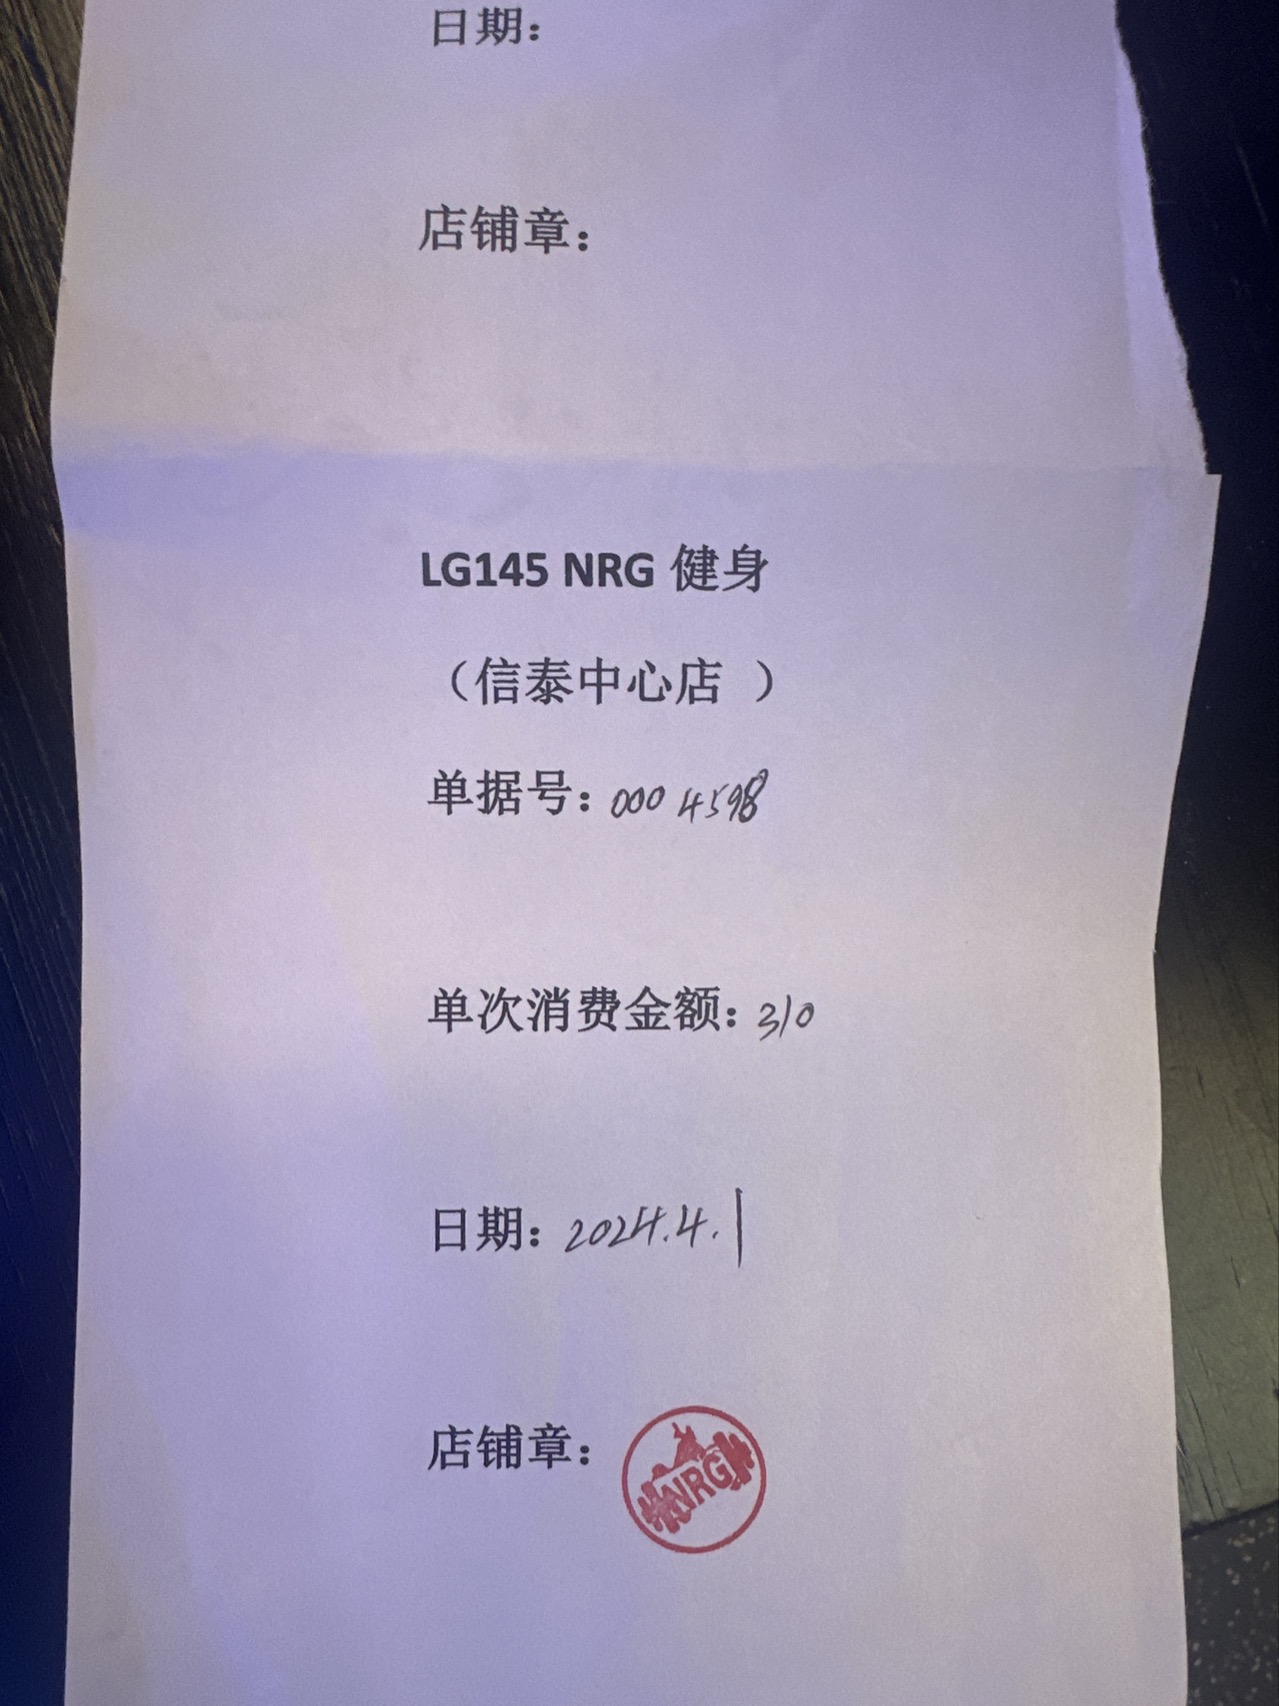 日期：
店铺章：
LG145 NRG 健身
（信泰中心店 ）
单据号：0004598
单次消费金额：310
日期：2024.4.1
店铺章：
NRG